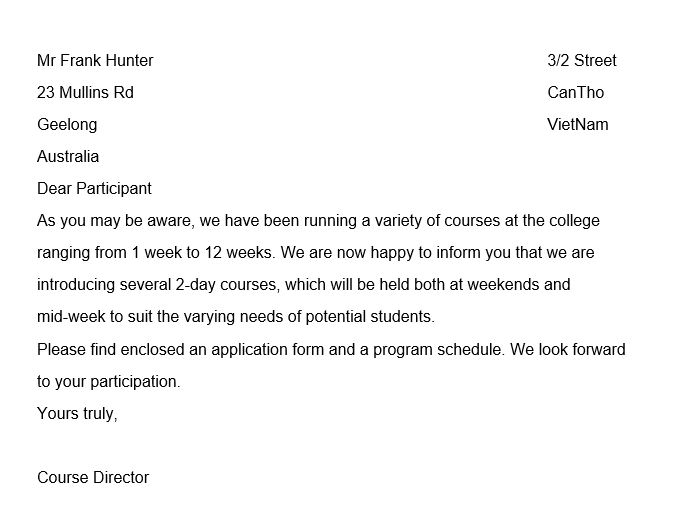 Mr Frank Hunter 3/2 Street
23 Mullins Rd CanTho
Geelong VietNam
Australia
Dear Participant
As you may be aware, we have been running a variety of courses at the college
ranging from 1 week to 12 weeks. We are now happy to inform you that we are
introducing several 2-day courses, which will be held both at weekends and
mid-week to suit the varying needs of potential students.
Please find enclosed an application form and a program schedule. We look forward
to your participation.
Yours truly,
Course Director